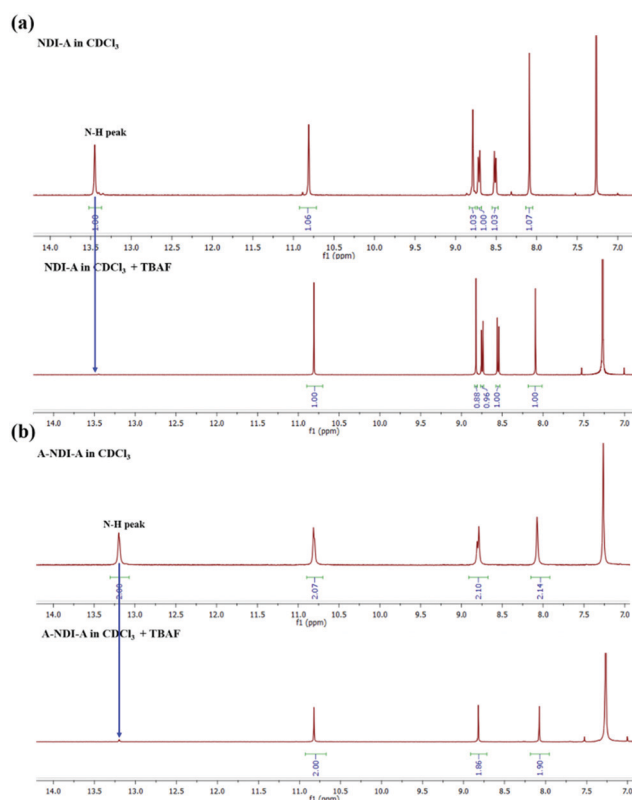 (a)
NDI-A in CDCl₃
N-H peak
1.00 1.06 1.03 1.00 1.03 1.07
14.0 13.5 13.0 12.5 12.0 11.5 11.0 10.5 10.0 9.5 9.0 8.5 8.0 7.5 7.0
f1 (ppm)
NDI-A in CDCl₃ + TBAF
1.00 0.88 0.96 1.00 1.00
14.0 13.5 13.0 12.5 12.0 11.5 11.0 10.5 10.0 9.5 9.0 8.5 8.0 7.5 7.0
f1 (ppm)
(b)
A-NDI-A in CDCl₃
N-H peak
2.00 2.07 2.10 2.14
14.0 13.5 13.0 12.5 12.0 11.5 11.0 10.5 10.0 9.5 9.0 8.5 8.0 7.5 7.0
f1 (ppm)
A-NDI-A in CDCl₃ + TBAF
2.00 1.86 1.90
14.0 13.5 13.0 12.5 12.0 11.5 11.0 10.5 10.0 9.5 9.0 8.5 8.0 7.5 7.0
f1 (ppm)